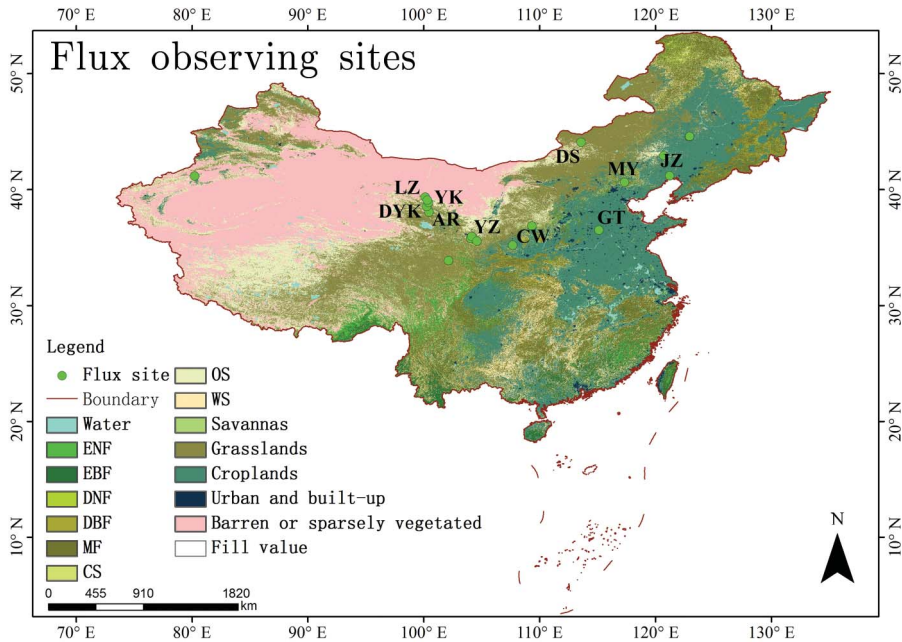 70° E 80° E 90° E 100° E 110° E 120° E 130° E
Flux observing sites
50° N
40° N
30° N
20° N
10° N
50° N
40° N
30° N
20° N
10° N
DS
MY
JZ
LZ
YK
DYK
AR
YZ
CW
GT
Legend
Flux site
Boundary
Water
ENF
EBF
DNF
DBF
MF
CS
OS
WS
Savannas
Grasslands
Croplands
Urban and built-up
Barren or sparsely vegetated
Fill value
N
0 455 910 1820
km
70° E 80° E 90° E 100° E 110° E 120° E 130° E